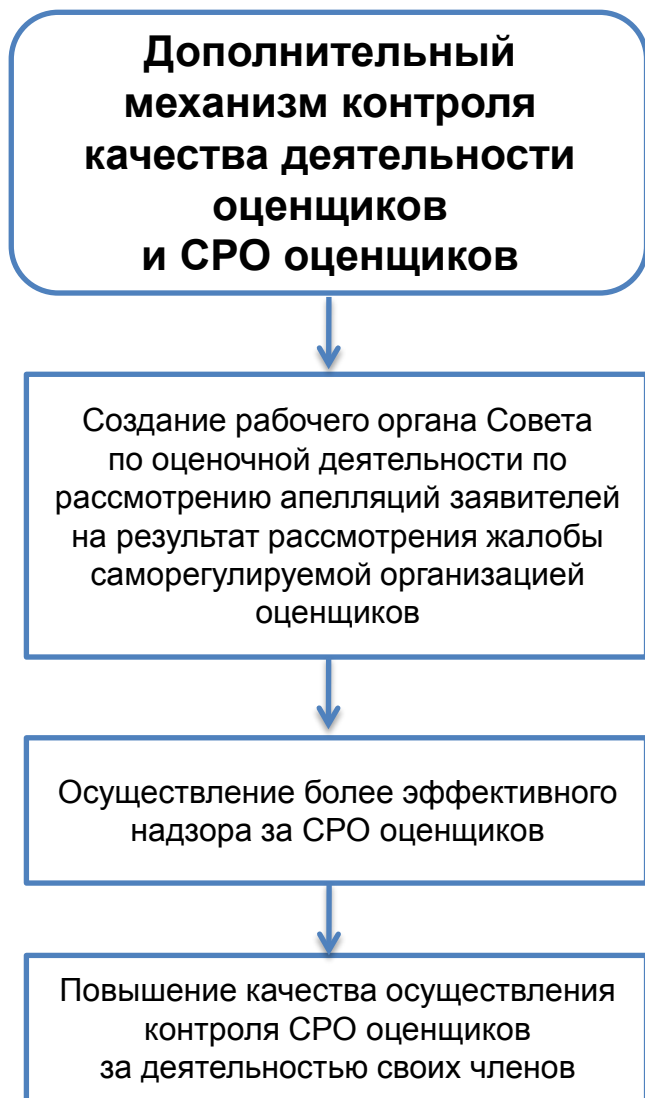 Дополнительный
механизм контроля
качества деятельности
оценщиков
и СРО оценщиков
Создание рабочего органа Совета
по оценочной деятельности по
рассмотрению апелляций заявителей
на результат рассмотрения жалобы
саморегулируемой организацией
оценщиков
Осуществление более эффективного
надзора за СРО оценщиков
Повышение качества осуществления
контроля СРО оценщиков
за деятельностью своих членов